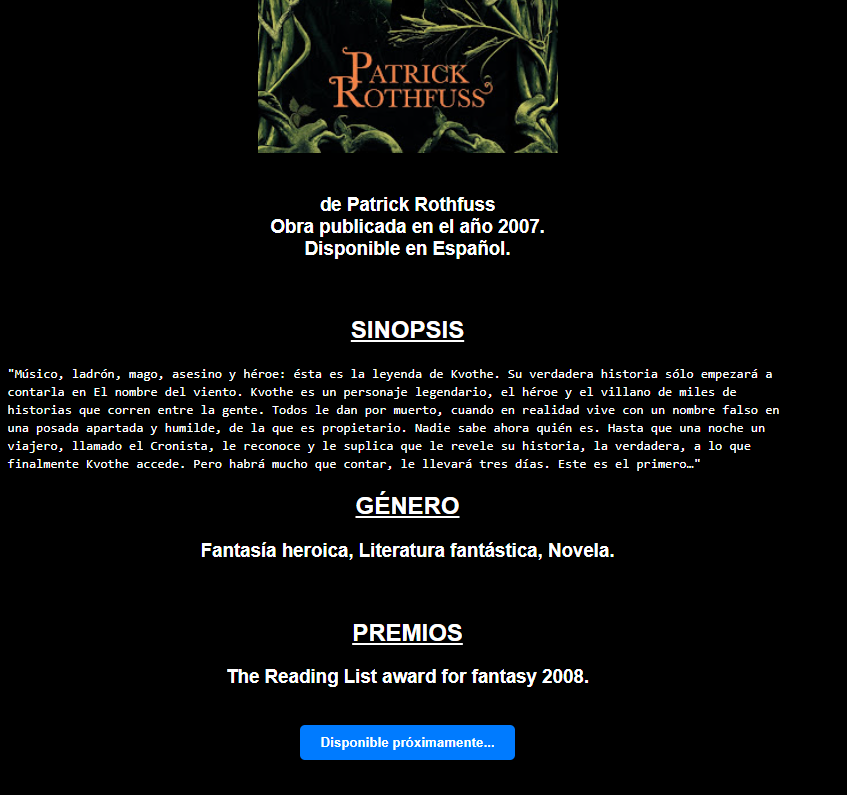 PATRICK
ROTHFUSS
de Patrick Rothfuss
Obra publicada en el año 2007.
Disponible en Español.
SINOPSIS
"Músico, ladrón, mago, asesino y héroe: ésta es la leyenda de Kvothe. Su verdadera historia sólo empezará a
contarla en El nombre del viento. Kvothe es un personaje legendario, el héroe y el villano de miles de
historias que corren entre la gente. Todos le dan por muerto, cuando en realidad vive con un nombre falso en
una posada apartada y humilde, de la que es propietario. Nadie sabe ahora quién es. Hasta que una noche un
viajero, llamado el Cronista, le reconoce y le suplica que le revele su historia, la verdadera, a lo que
finalmente Kvothe accede. Pero habrá mucho que contar, le llevará tres días. Este es el primero…"
GÉNERO
Fantasía heroica, Literatura fantástica, Novela.
PREMIOS
The Reading List award for fantasy 2008.
Disponible próximamente...